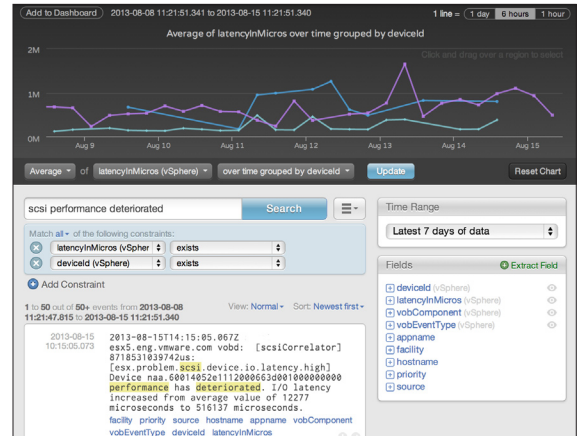 Add to Dashboard 2013-08-08 11:21:51.341 to 2013-08-15 11:21:51.340 1 line = 1 day 6 hours 1 hour
Average of latencyInMicros over time grouped by deviceId
Click and drag over a region to select
2M
1M
0M
Aug 9 Aug 10 Aug 11 Aug 12 Aug 13 Aug 14 Aug 15
Average of latencyInMicros (vSphere) over time grouped by deviceId Update Reset Chart
scsi performance deteriorated Search
Match all of the following constraints:
latencyInMicros (vSpher exists
deviceId (vSphere) exists
Add Constraint
1 to 50 out of 50+ events from 2013-08-08
11:21:47.815 to 2013-08-15 11:21:51.340
View: Normal Sort: Newest first
2013-08-15
10:15:05.073
2013-08-15T14:15:05.067Z
esx5.eng.vmware.com vobd: [scsiCorrelator]
8718531039742us:
[esx.problem.scsi.device.io.latency.high]
Device naa.60014052e1112000663d001000000000
performance has deteriorated. I/O latency
increased from average value of 12277
microseconds to 516137 microseconds.
facility priority source hostname appname vobComponent
vobEventType deviceId latencyInMicros
Time Range
Latest 7 days of data
Fields Extract Field
deviceId (vSphere)
latencyInMicros (vSphere)
vobComponent (vSphere)
vobEventType (vSphere)
appname
facility
hostname
priority
source